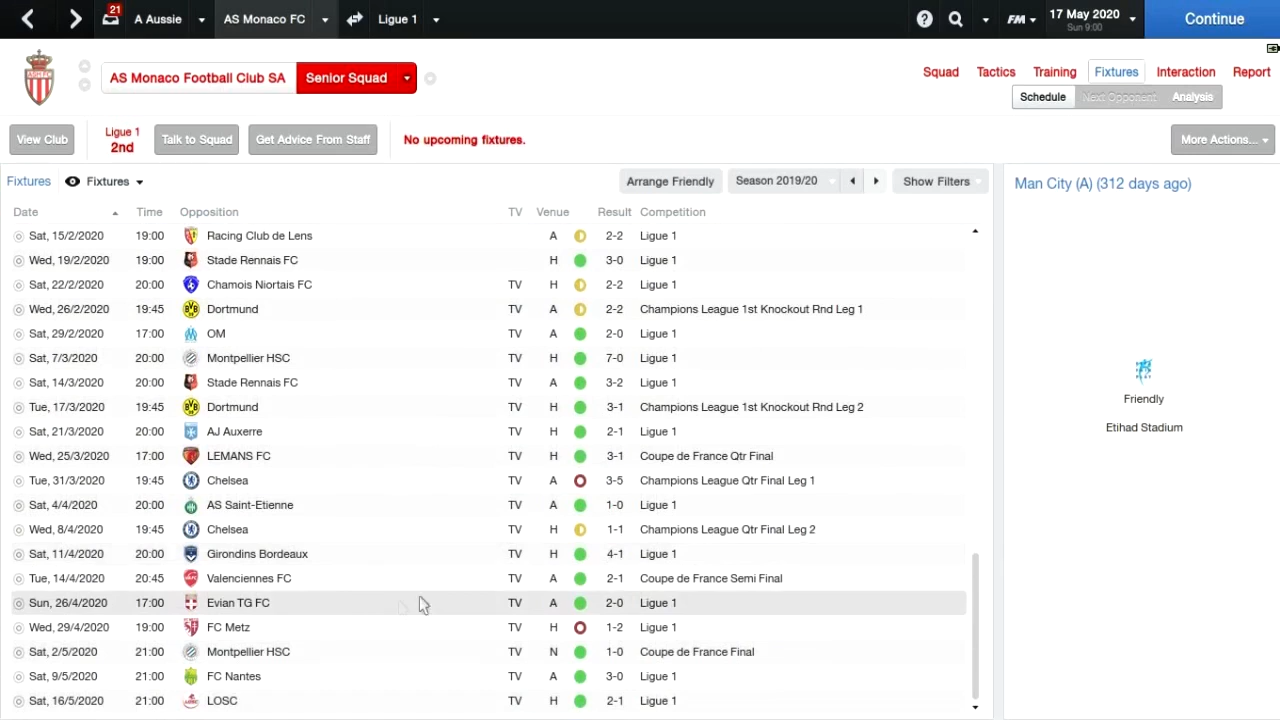 21 A Aussie AS Monaco FC Ligue 1 ? FM 17 May 2020 Continue
Sun 9:00
AS Monaco Football Club SA Senior Squad Squad Tactics Training Fixtures Interaction Report
Schedule Next Opponent Analysis
View Club Ligue 1 Talk to Squad Get Advice From Staff No upcoming fixtures. More Actions...
2nd
Fixtures Fixtures Arrange Friendly Season 2019/20 Show Filters Man City (A) (312 days ago)
Date Time Opposition TV Venue Result Competition
Sat, 15/2/2020 19:00 Racing Club de Lens A 2-2 Ligue 1
Wed, 19/2/2020 19:00 Stade Rennais FC H 3-0 Ligue 1
Sat, 22/2/2020 20:00 Chamois Niortais FC TV H 2-2 Ligue 1
Wed, 26/2/2020 19:45 Dortmund TV A 2-2 Champions League 1st Knockout Rnd Leg 1
Sat, 29/2/2020 17:00 OM TV A 2-0 Ligue 1
Sat, 7/3/2020 20:00 Montpellier HSC TV H 7-0 Ligue 1
Sat, 14/3/2020 20:00 Stade Rennais FC TV A 3-2 Ligue 1
Tue, 17/3/2020 19:45 Dortmund TV H 3-1 Champions League 1st Knockout Rnd Leg 2
Sat, 21/3/2020 20:00 AJ Auxerre TV H 2-1 Ligue 1
Wed, 25/3/2020 17:00 LEMANS FC TV H 3-1 Coupe de France Qtr Final
Tue, 31/3/2020 19:45 Chelsea TV A 3-5 Champions League Qtr Final Leg 1
Sat, 4/4/2020 20:00 AS Saint-Etienne TV A 1-0 Ligue 1
Wed, 8/4/2020 19:45 Chelsea TV H 1-1 Champions League Qtr Final Leg 2
Sat, 11/4/2020 20:00 Girondins Bordeaux TV H 4-1 Ligue 1
Tue, 14/4/2020 20:45 Valenciennes FC TV A 2-1 Coupe de France Semi Final
Sun, 26/4/2020 17:00 Evian TG FC TV A 2-0 Ligue 1
Wed, 29/4/2020 19:00 FC Metz TV H 1-2 Ligue 1
Sat, 2/5/2020 21:00 Montpellier HSC TV N 1-0 Coupe de France Final
Sat, 9/5/2020 21:00 FC Nantes TV A 3-0 Ligue 1
Sat, 16/5/2020 21:00 LOSC TV H 2-1 Ligue 1
Friendly
Etihad Stadium